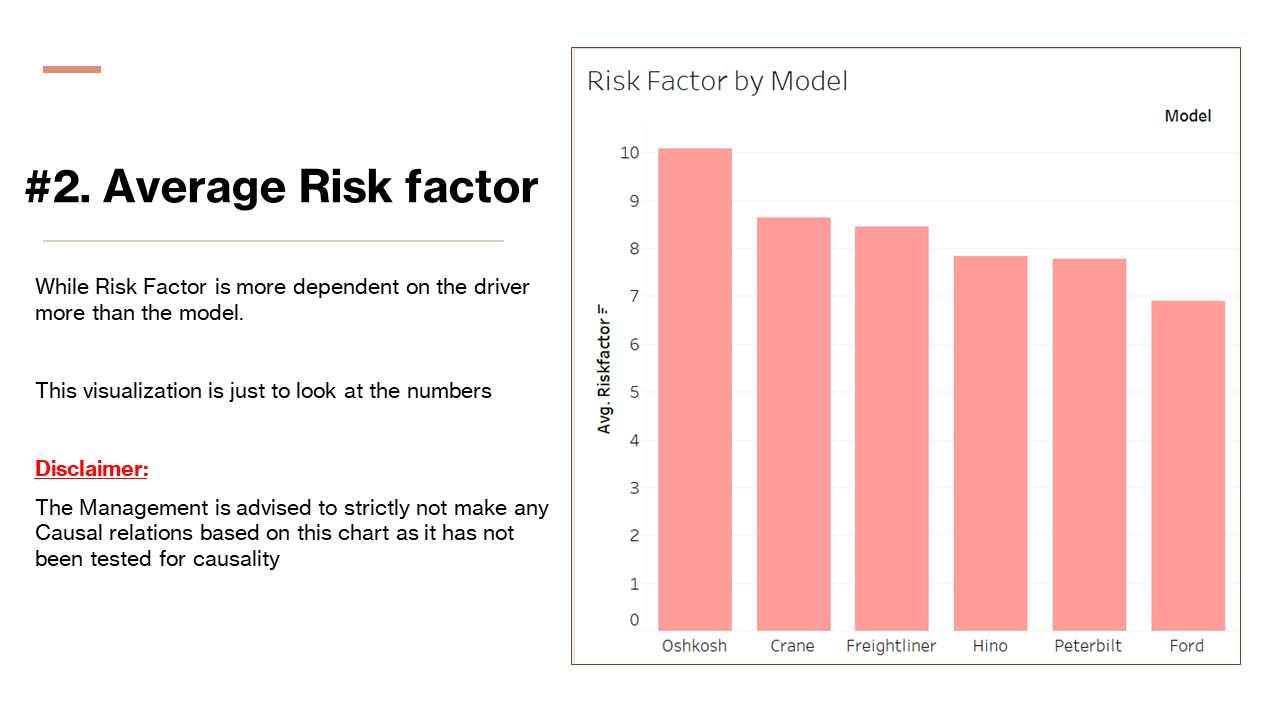 #2. Average Risk factor
While Risk Factor is more dependent on the driver
more than the model.
This visualization is just to look at the numbers
Disclaimer:
The Management is advised to strictly not make any
Causal relations based on this chart as it has not
been tested for causality
Risk Factor by Model
Model
10
9
8
7
6
5
4
3
2
1
0
Avg. Riskfactor
Oshkosh Crane Freightliner Hino Peterbilt Ford